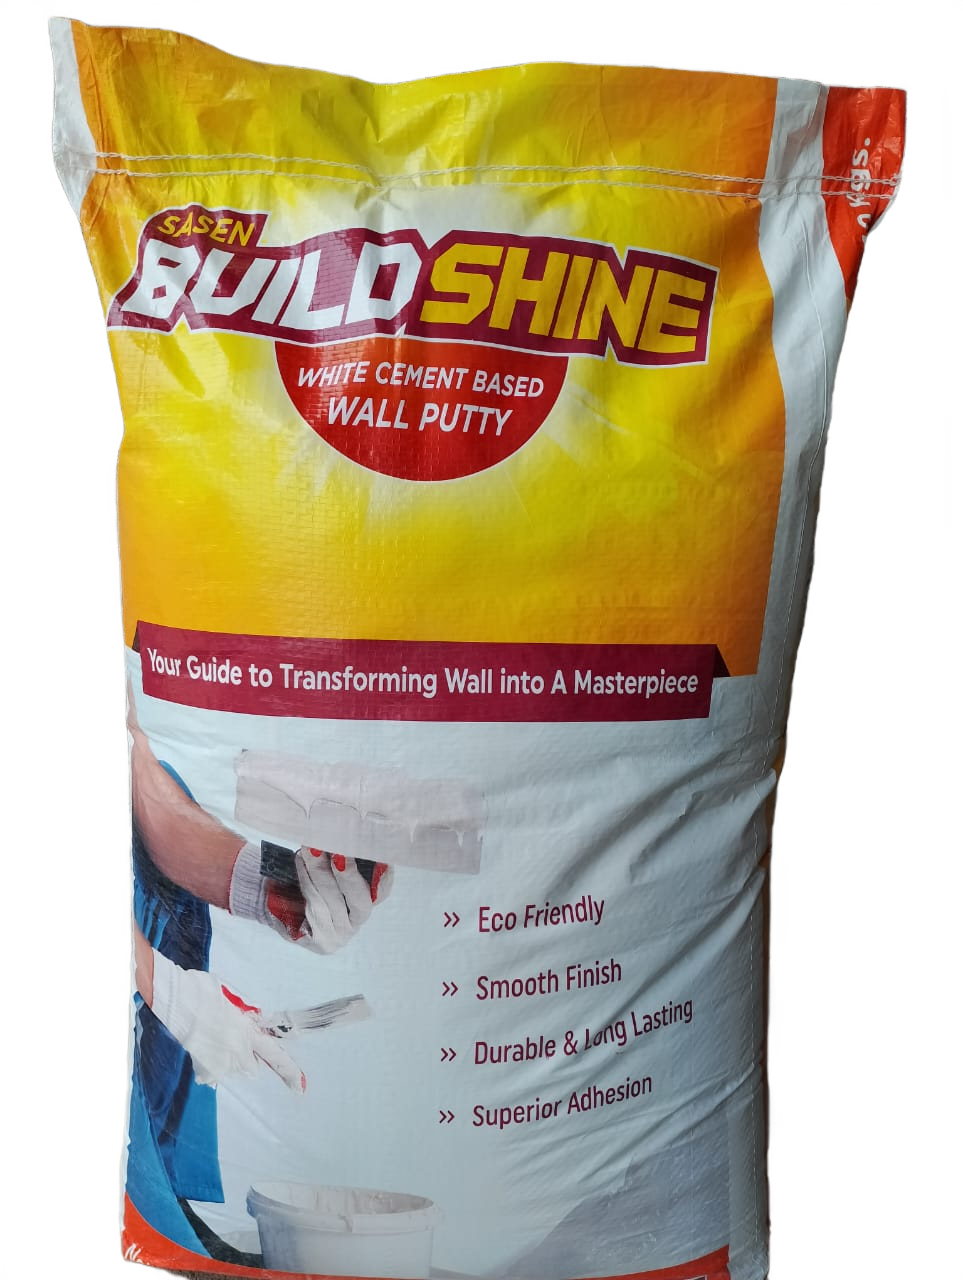 SASEN
BUILDSHINE
WHITE CEMENT BASED
WALL PUTTY
Your Guide to Transforming Wall into A Masterpiece
>> Eco Friendly
>> Smooth Finish
>> Durable & Long Lasting
>> Superior Adhesion
kgs.